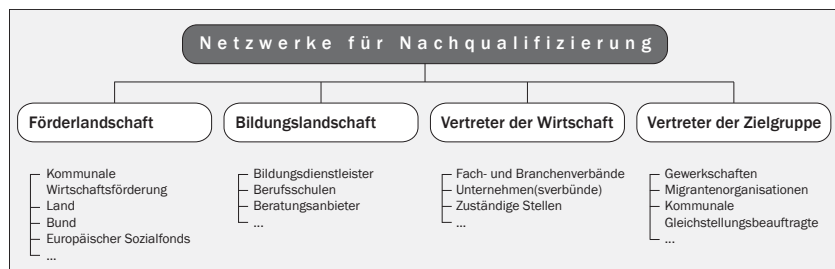 Netzwerke für Nachqualifizierung
Förderlandschaft
Kommunale
Wirtschaftsförderung
Land
Bund
Europäischer Sozialfonds
...
Bildungslandschaft
Bildungsdienstleister
Berufsschulen
Beratungsanbieter
...
Vertreter der Wirtschaft
Fach- und Branchenverbände
Unternehmen(sverbünde)
Zuständige Stellen
...
Vertreter der Zielgruppe
Gewerkschaften
Migrantenorganisationen
Kommunale
Gleichstellungsbeauftragte
...